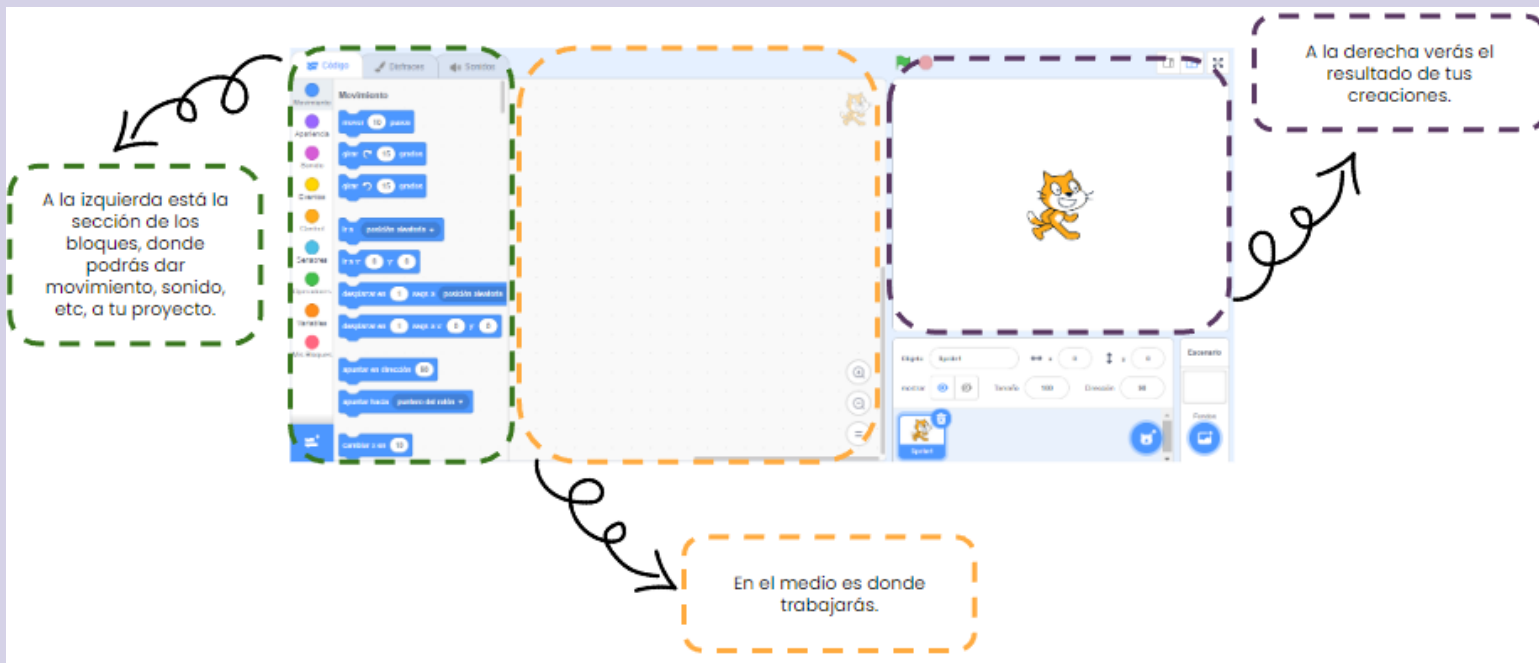 A la derecha verás el
resultado de tus
creaciones.
Código
Disfraces
Sonidos
Movimiento
Movimiento
mover 10 pasos
Apariencia
girar 15 grados
Sonido
girar 15 grados
Eventos
A la izquierda está la
sección de los
bloques, donde
podrás dar
movimiento, sonido,
etc, a tu proyecto.
Control
ir a posición aleatoria
Sensores
ir a x: 0 y: 0
Operadores
deslizar en 1 segs a posición aleatoria
Variables
deslizar en 1 segs a x: 0 y: 0
Mis Bloques
apuntar en dirección 90
apuntar hacia puntero del ratón
cambiar x en 10
Objeto Sprite1 x 0 y 0
Escenario
mostrar Tamaño 100 Dirección 90
Fondos
Sprite1
En el medio es donde
trabajarás.